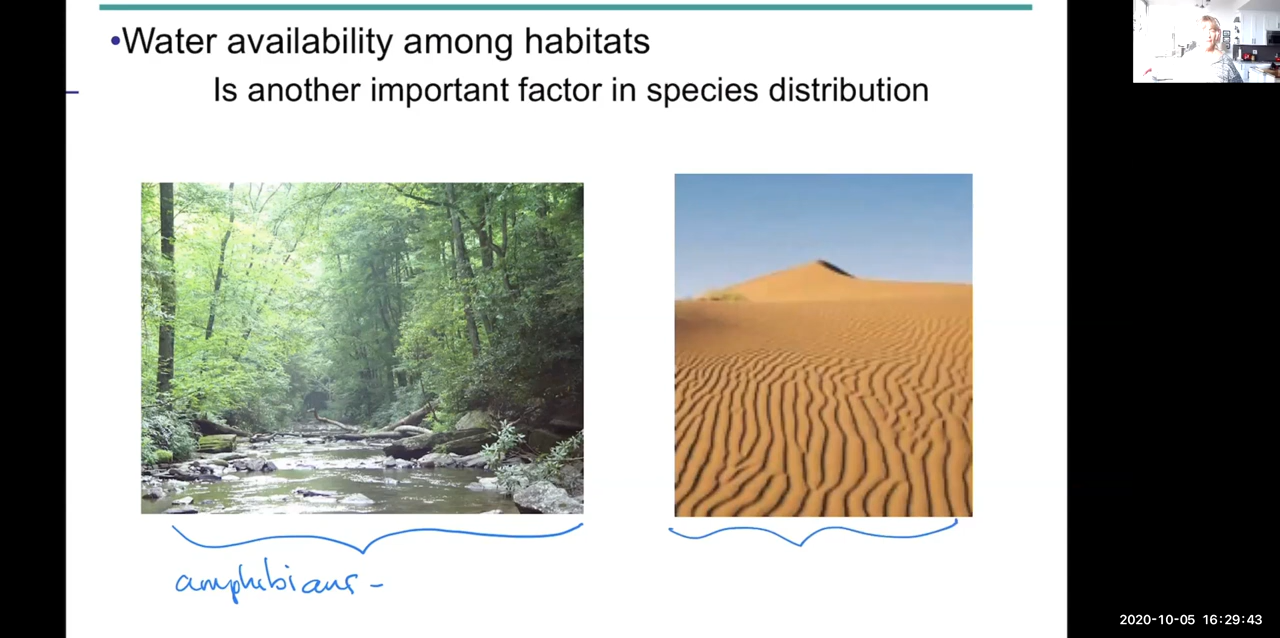 •Water availability among habitats
Is another important factor in species distribution
amphibians -
2020-10-05 16:29:43